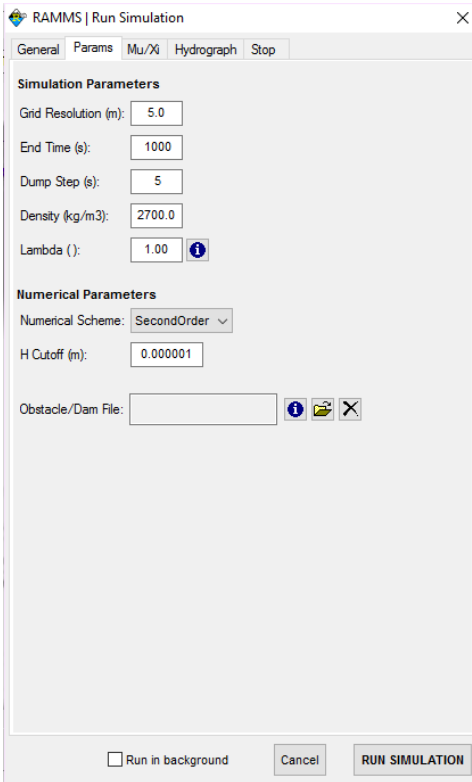 RAMMS | Run Simulation
General Params Mu/Xi Hydrograph Stop
Simulation Parameters
Grid Resolution (m): 5.0
End Time (s): 1000
Dump Step (s): 5
Density (kg/m3): 2700.0
Lambda ( ): 1.00
Numerical Parameters
Numerical Scheme: SecondOrder
H Cutoff (m): 0.000001
Obstacle/Dam File:
Run in background Cancel RUN SIMULATION